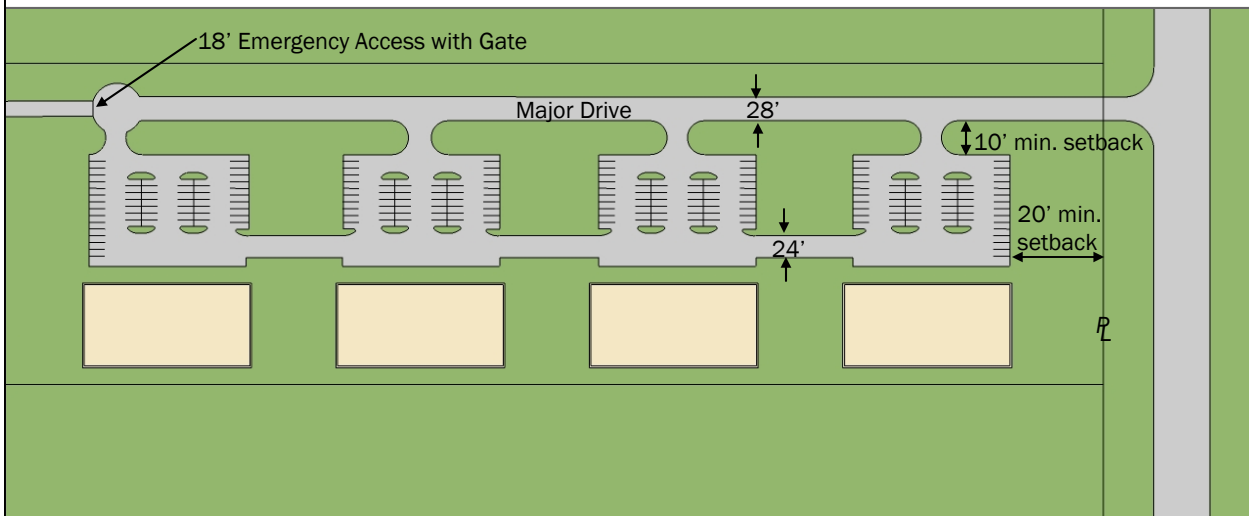 18’ Emergency Access with Gate
Major Drive
28’
10’ min. setback
20’ min.
setback
24’
PL